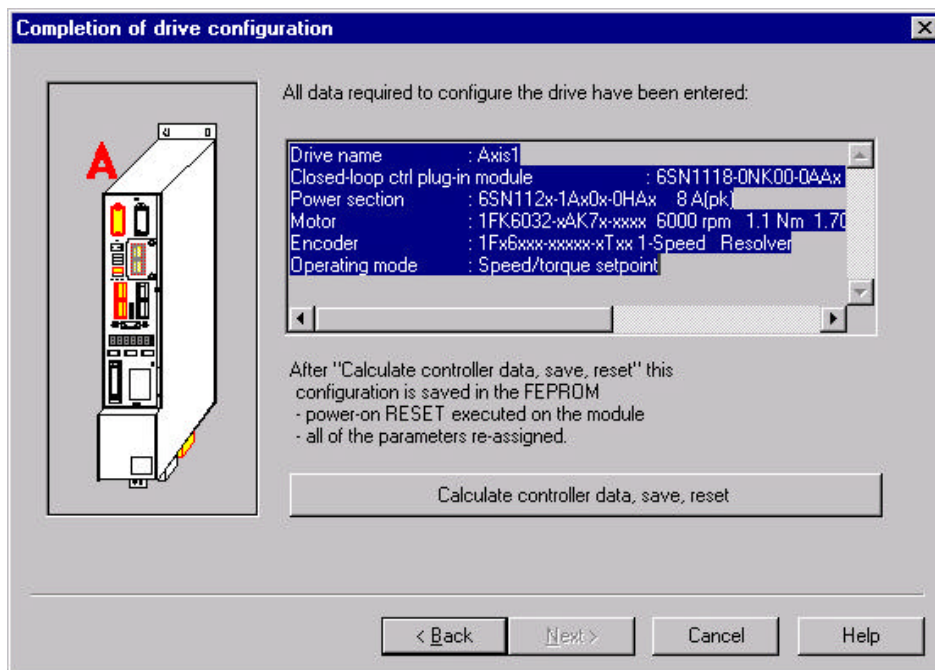 Completion of drive configuration
A
All data required to configure the drive have been entered:
Drive name : Axis1
Closed-loop ctrl plug-in module : 6SN1118-0NK00-0AAx
Power section : 6SN112x-1Ax0x-0HAx 8 A(pk)
Motor : 1FK6032-xAK7x-xxxx 6000 rpm 1.1 Nm 1.70
Encoder : 1Fx6xxx-xxxxx-xTxx 1-Speed Resolver
Operating mode : Speed/torque setpoint
After "Calculate controller data, save, reset" this
configuration is saved in the FEPROM
- power-on RESET executed on the module
- all of the parameters re-assigned.
Calculate controller data, save, reset
< Back Next > Cancel Help